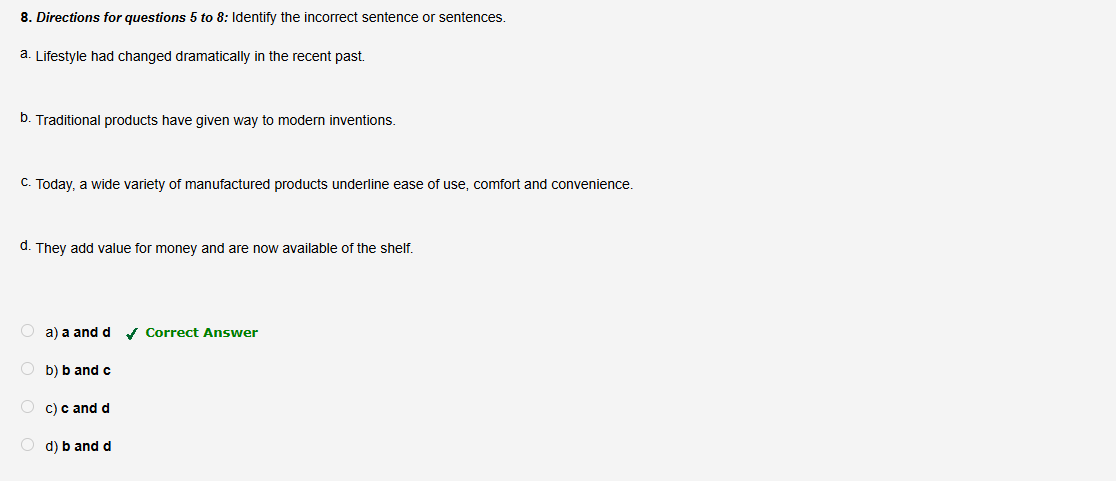 8. Directions for questions 5 to 8: Identify the incorrect sentence or sentences.
a. Lifestyle had changed dramatically in the recent past.
b. Traditional products have given way to modern inventions.
c. Today, a wide variety of manufactured products underline ease of use, comfort and convenience.
d. They add value for money and are now available of the shelf.
a) a and d ✓ Correct Answer
b) b and c
c) c and d
d) b and d